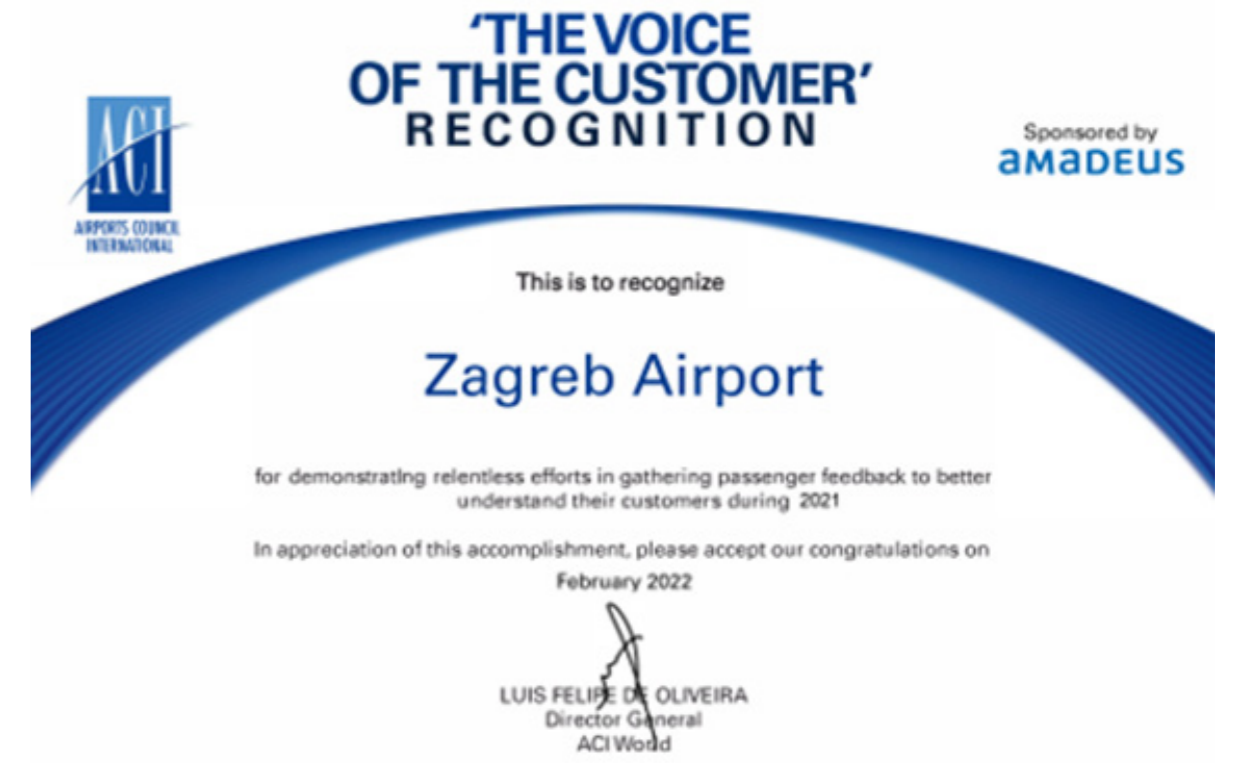 ‘THE VOICE
OF THE CUSTOMER’
RECOGNITION
ACI
AIRPORTS COUNCIL
INTERNATIONAL
Sponsored by
amadeus
This is to recognize
Zagreb Airport
for demonstrating relentless efforts in gathering passenger feedback to better
understand their customers during 2021
In appreciation of this accomplishment, please accept our congratulations on
February 2022
LUIS FELIPE DE OLIVEIRA
Director General
ACI World